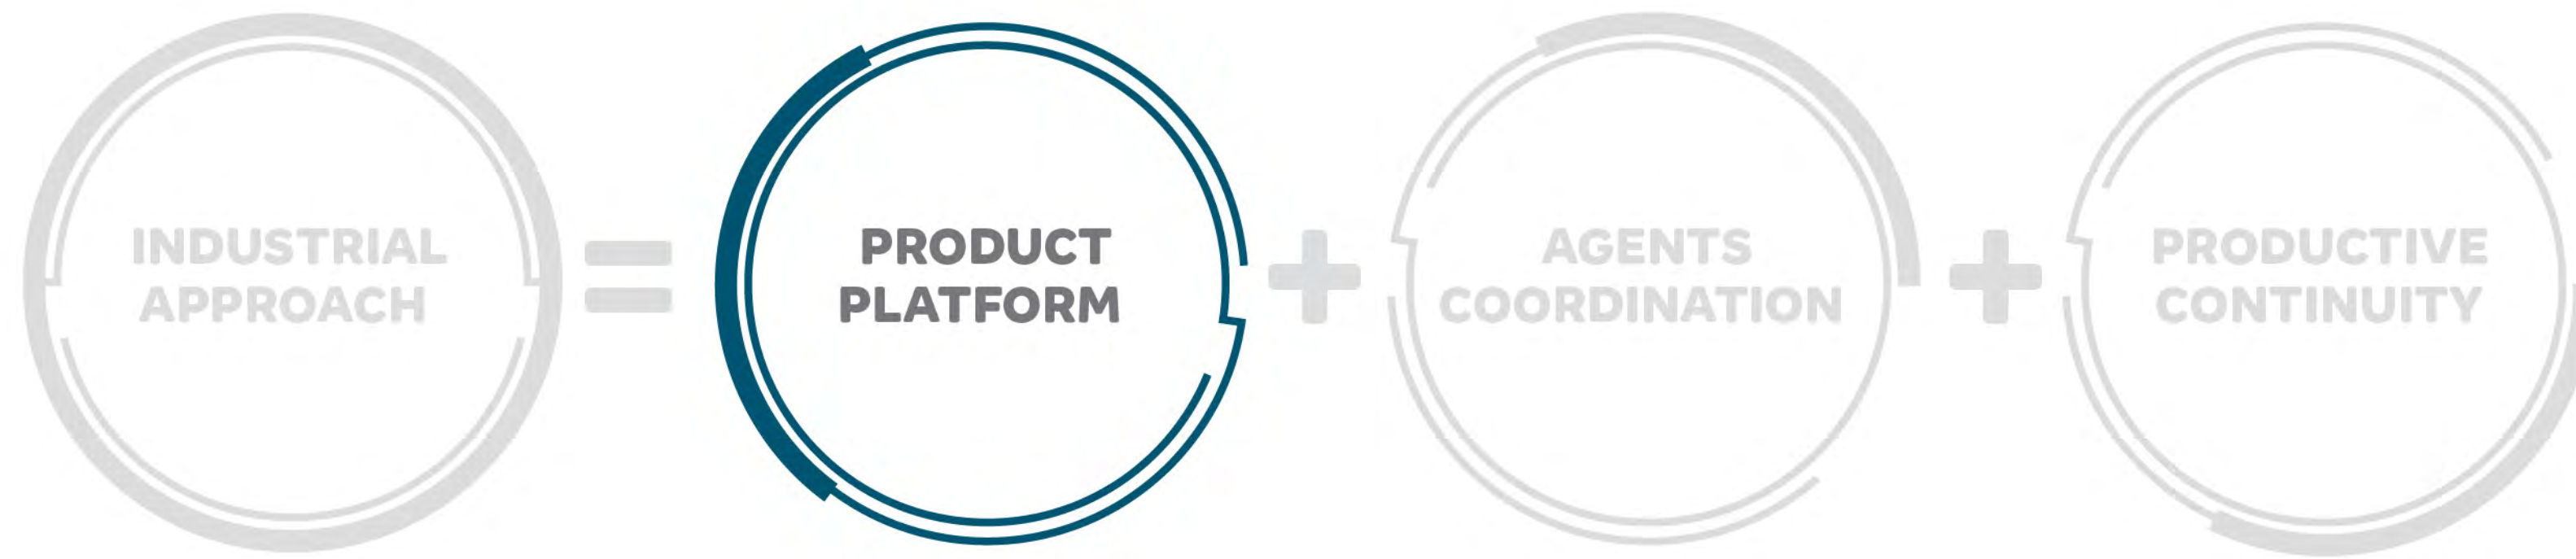 INDUSTRIAL
APPROACH
=
PRODUCT
PLATFORM
+
AGENTS
COORDINATION
+
PRODUCTIVE
CONTINUITY